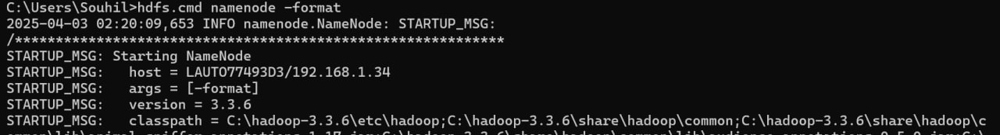 C:\Users\Souhil>hdfs.cmd namenode -format
2025-04-03 02:20:09,653 INFO namenode.NameNode: STARTUP_MSG:
/************************************************************
STARTUP_MSG: Starting NameNode
STARTUP_MSG:   host = LAUTO77493D3/192.168.1.34
STARTUP_MSG:   args = [-format]
STARTUP_MSG:   version = 3.3.6
STARTUP_MSG:   classpath = C:\hadoop-3.3.6\etc\hadoop;C:\hadoop-3.3.6\share\hadoop\common;C:\hadoop-3.3.6\share\hadoop\c